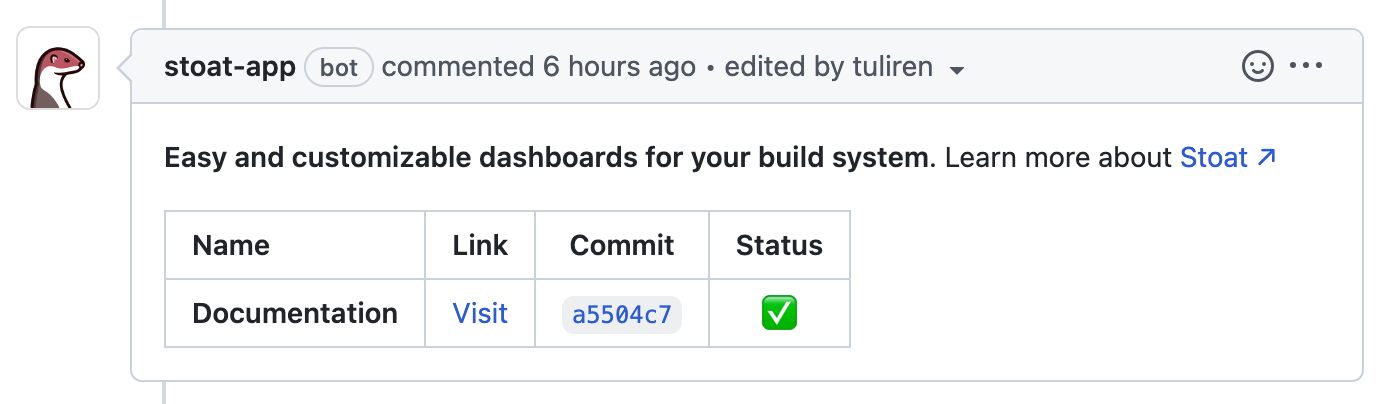 stoat-app bot commented 6 hours ago • edited by tuliren
Easy and customizable dashboards for your build system. Learn more about Stoat ↗
Name Link Commit Status
Documentation Visit a5504c7 ✅